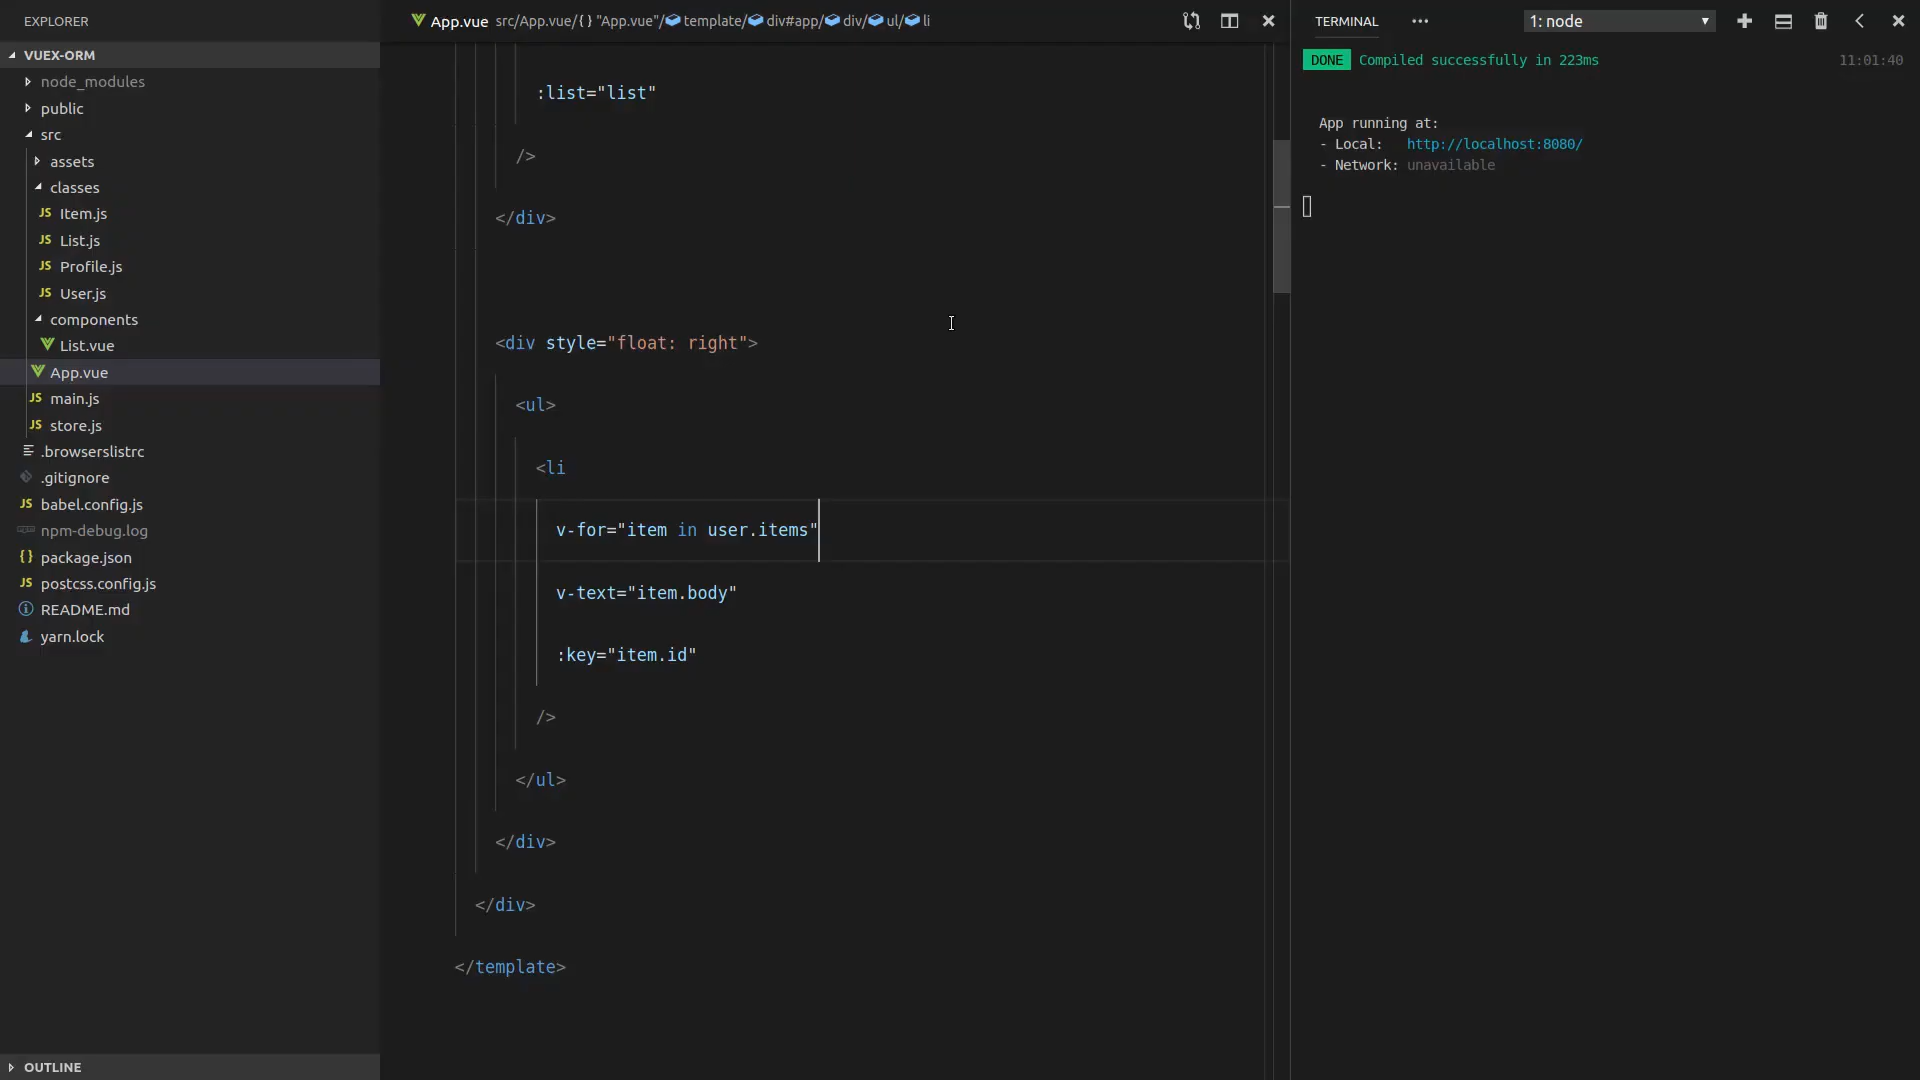 EXPLORER
VUEX-ORM
node_modules
public
src
assets
classes
JS Item.js
JS List.js
JS Profile.js
JS User.js
components
List.vue
App.vue
JS main.js
JS store.js
.browserslistrc
.gitignore
JS babel.config.js
npm-debug.log
{} package.json
JS postcss.config.js
README.md
yarn.lock
OUTLINE
App.vue src/App.vue/{ } "App.vue"/ template/ div#app/ div/ ul/ li
:list="list"
/>
</div>
<div style="float: right">
<ul>
<li
v-for="item in user.items"
v-text="item.body"
:key="item.id"
/>
</ul>
</div>
</div>
</template>
TERMINAL ••• 1: node
DONE Compiled successfully in 223ms 11:01:40
App running at:
- Local: http://localhost:8080/
- Network: unavailable